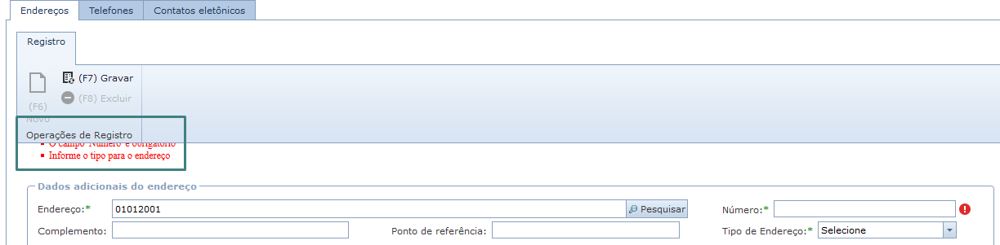 Endereços Telefones Contatos eletônicos
Registro
(F7) Gravar
(F6) (F8) Excluir
Novo
Operações de Registro
O campo 'Número' é obrigatório
Informe o tipo para o endereço
Dados adicionais do endereço
Endereço:* 01012001 Pesquisar Número:*
Complemento: Ponto de referência: Tipo de Endereço:* Selecione